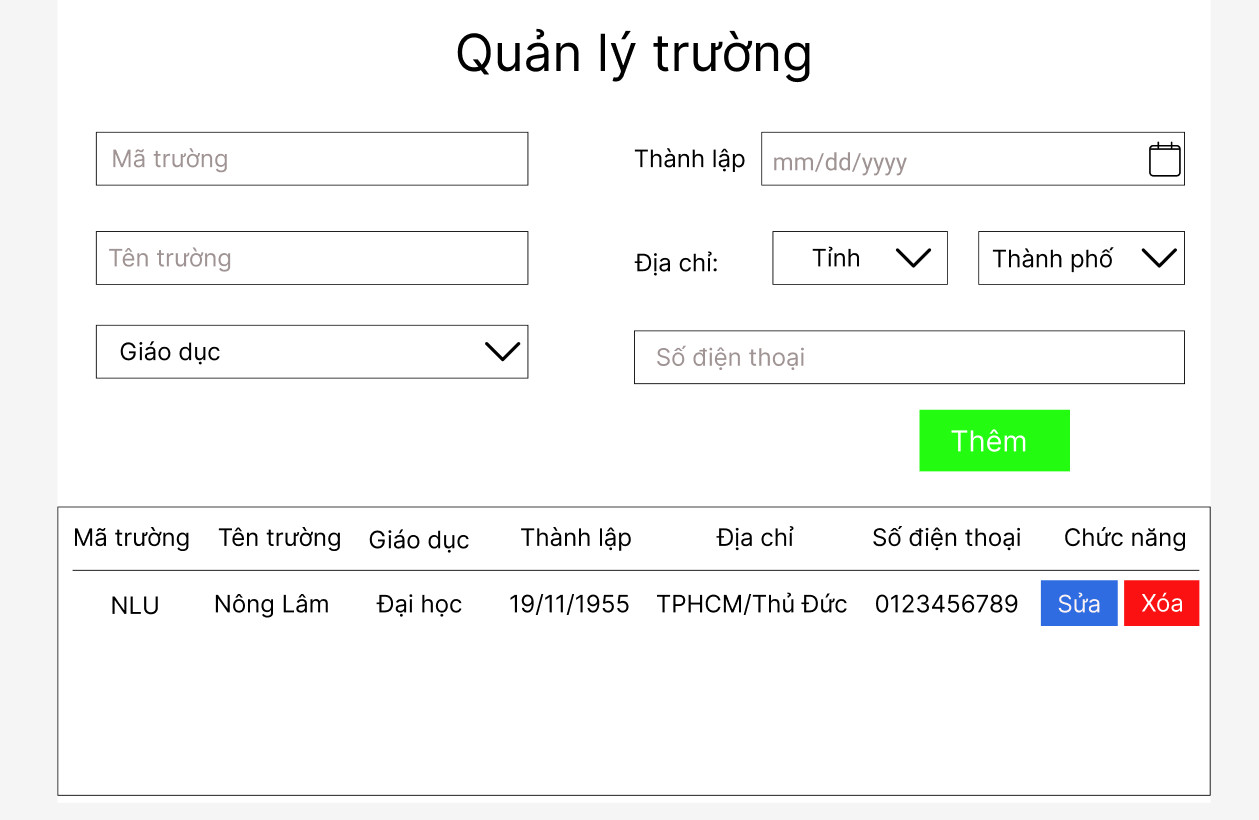 Quản lý trường
Mã trường
Thành lập mm/dd/yyyy
Tên trường
Địa chỉ: Tỉnh Thành phố
Giáo dục
Số điện thoại
Thêm
Mã trường Tên trường Giáo dục Thành lập Địa chỉ Số điện thoại Chức năng
NLU Nông Lâm Đại học 19/11/1955 TPHCM/Thủ Đức 0123456789 Sửa Xóa